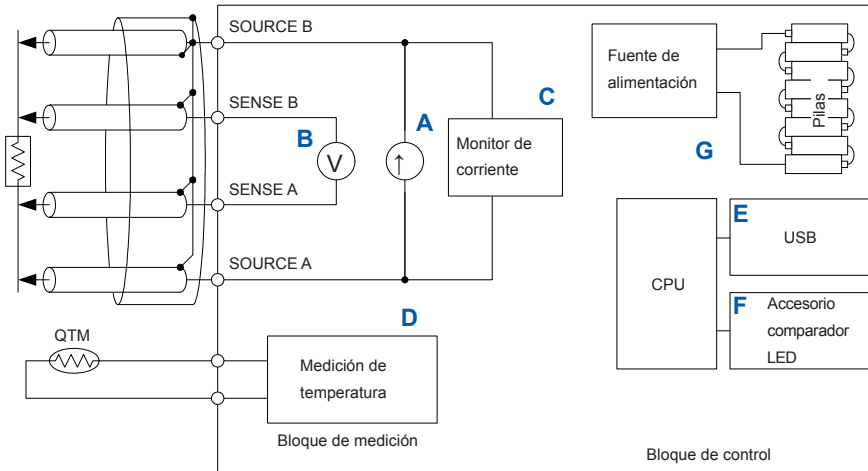 SOURCE B
SENSE B
SENSE A
SOURCE A
B
V
A
↑
C
Monitor de
corriente
Fuente de
alimentación
Pilas
G
CPU
E
USB
F
Accesorio
comparador
LED
QTM
D
Medición de
temperatura
Bloque de medición
Bloque de control